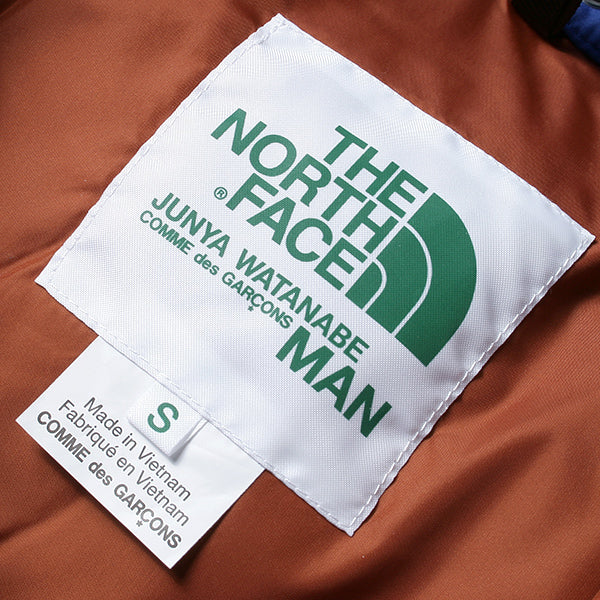 THE
NORTH
® FACE
JUNYA WATANABE
COMME des GARÇONS
MAN
S
Made in Vietnam
Fabriqué en Vietnam
COMME des GARÇONS